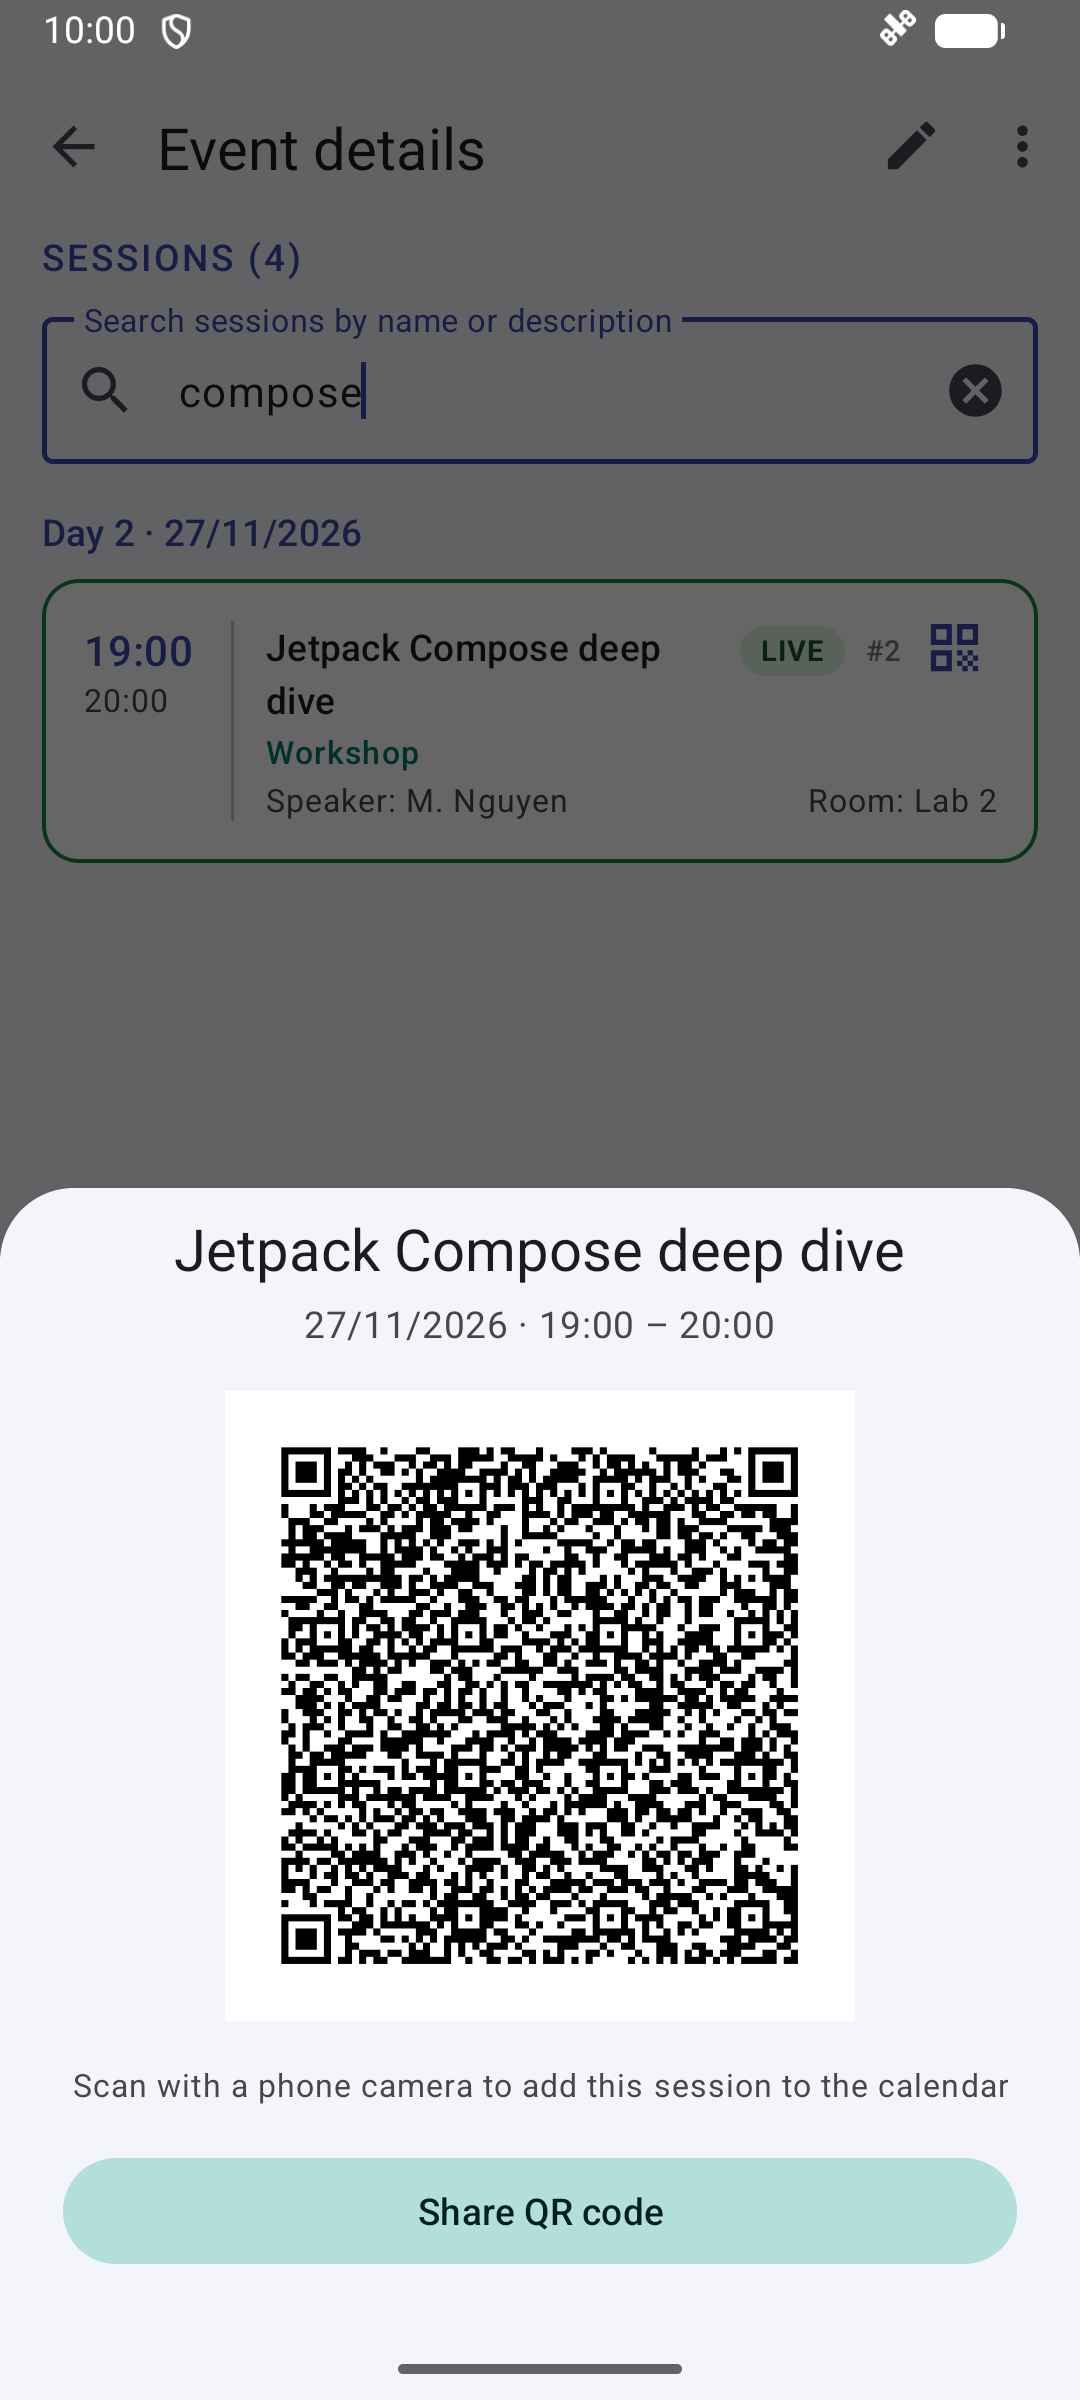 10:00
Event details
SESSIONS (4)
Search sessions by name or description
compose
Day 2 · 27/11/2026
19:00
20:00
Jetpack Compose deep
dive
LIVE
#2
Workshop
Speaker: M. Nguyen
Room: Lab 2
Jetpack Compose deep dive
27/11/2026 · 19:00 – 20:00
Scan with a phone camera to add this session to the calendar
Share QR code